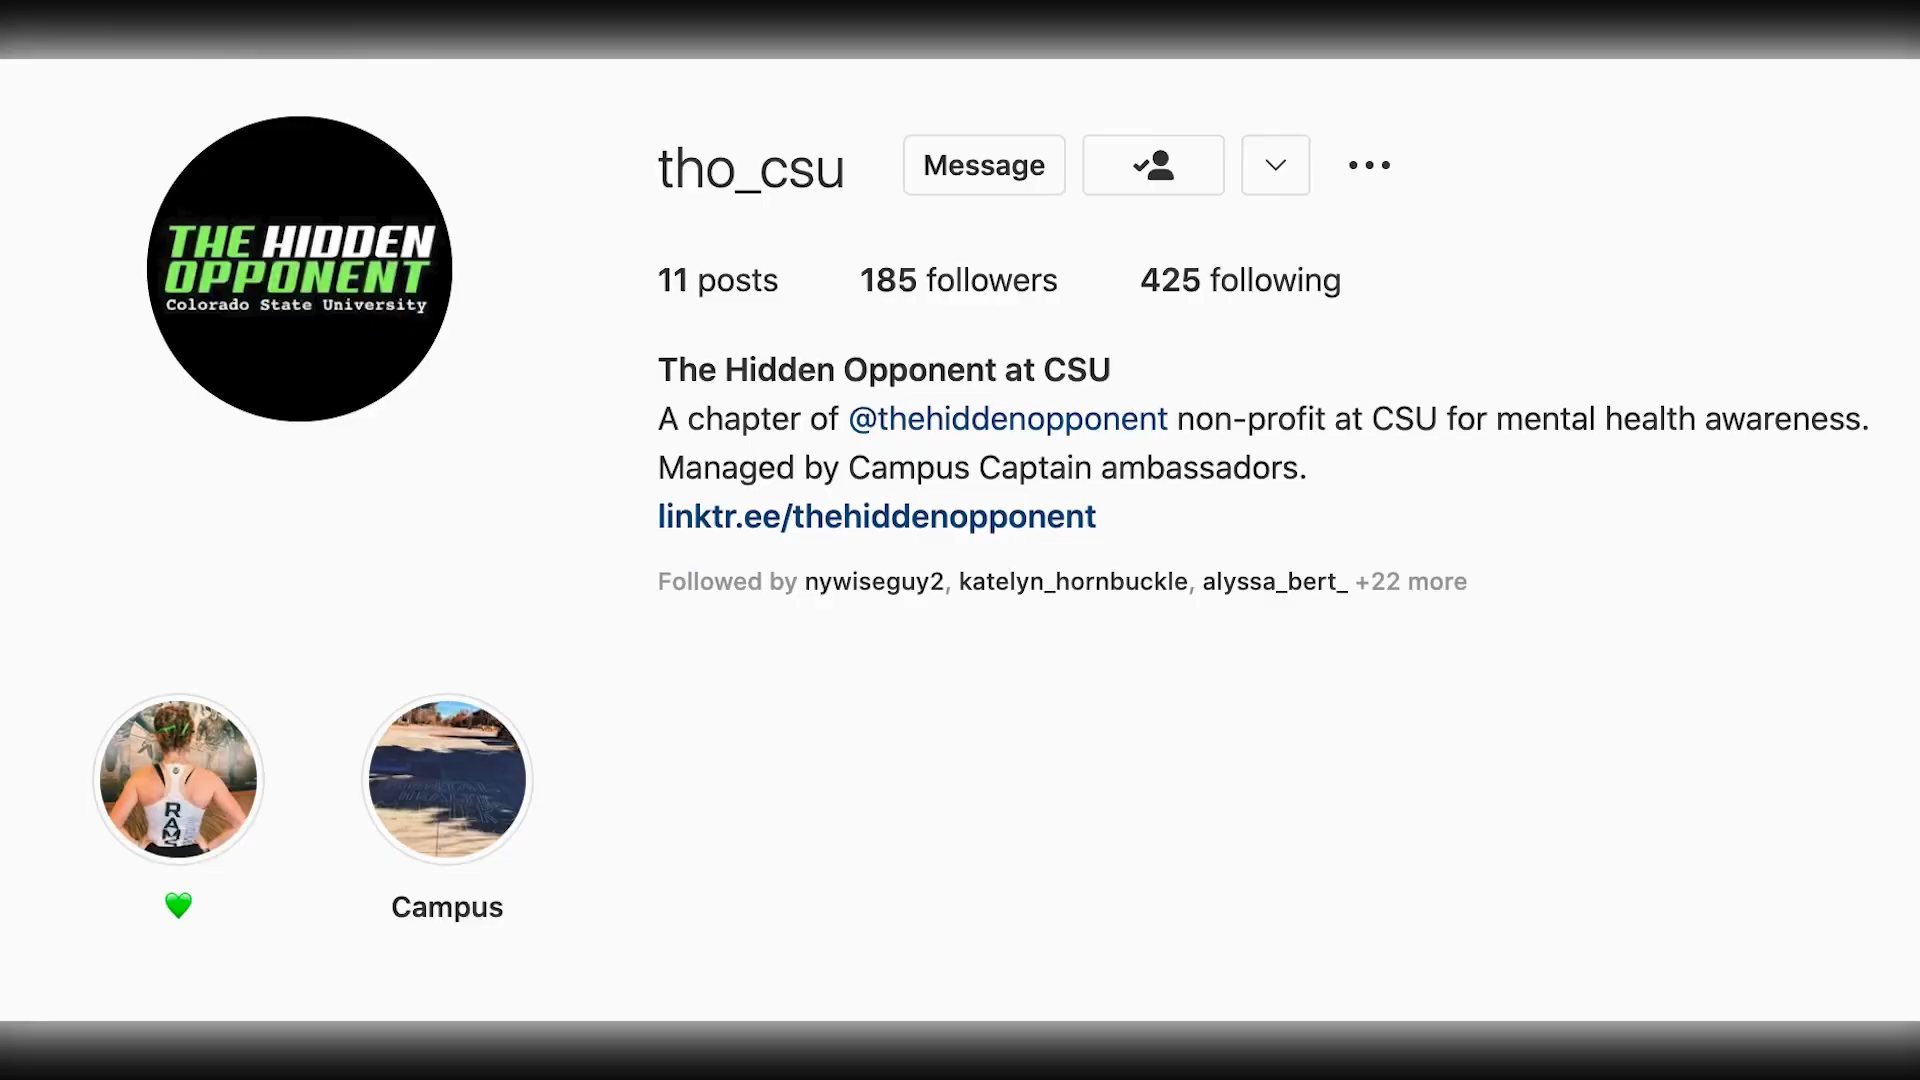 THE HIDDEN
OPPONENT
Colorado State University
tho_csu
Message
11 posts
185 followers
425 following
The Hidden Opponent at CSU
A chapter of @thehiddenopponent non-profit at CSU for mental health awareness.
Managed by Campus Captain ambassadors.
linktr.ee/thehiddenopponent
Followed by nywiseguy2, katelyn_hornbuckle, alyssa_bert_ +22 more
RAMS
💚
Campus